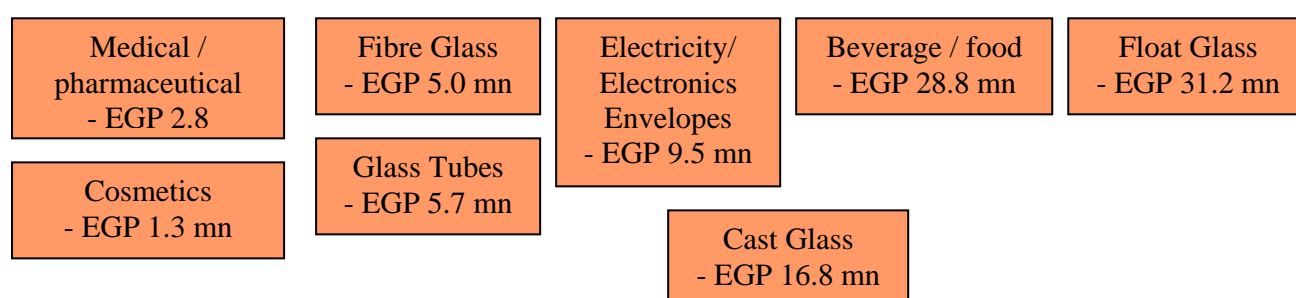 Medical /
pharmaceutical
- EGP 2.8
Cosmetics
- EGP 1.3 mn
Fibre Glass
- EGP 5.0 mn
Glass Tubes
- EGP 5.7 mn
Electricity/
Electronics
Envelopes
- EGP 9.5 mn
Beverage / food
- EGP 28.8 mn
Float Glass
- EGP 31.2 mn
Cast Glass
- EGP 16.8 mn